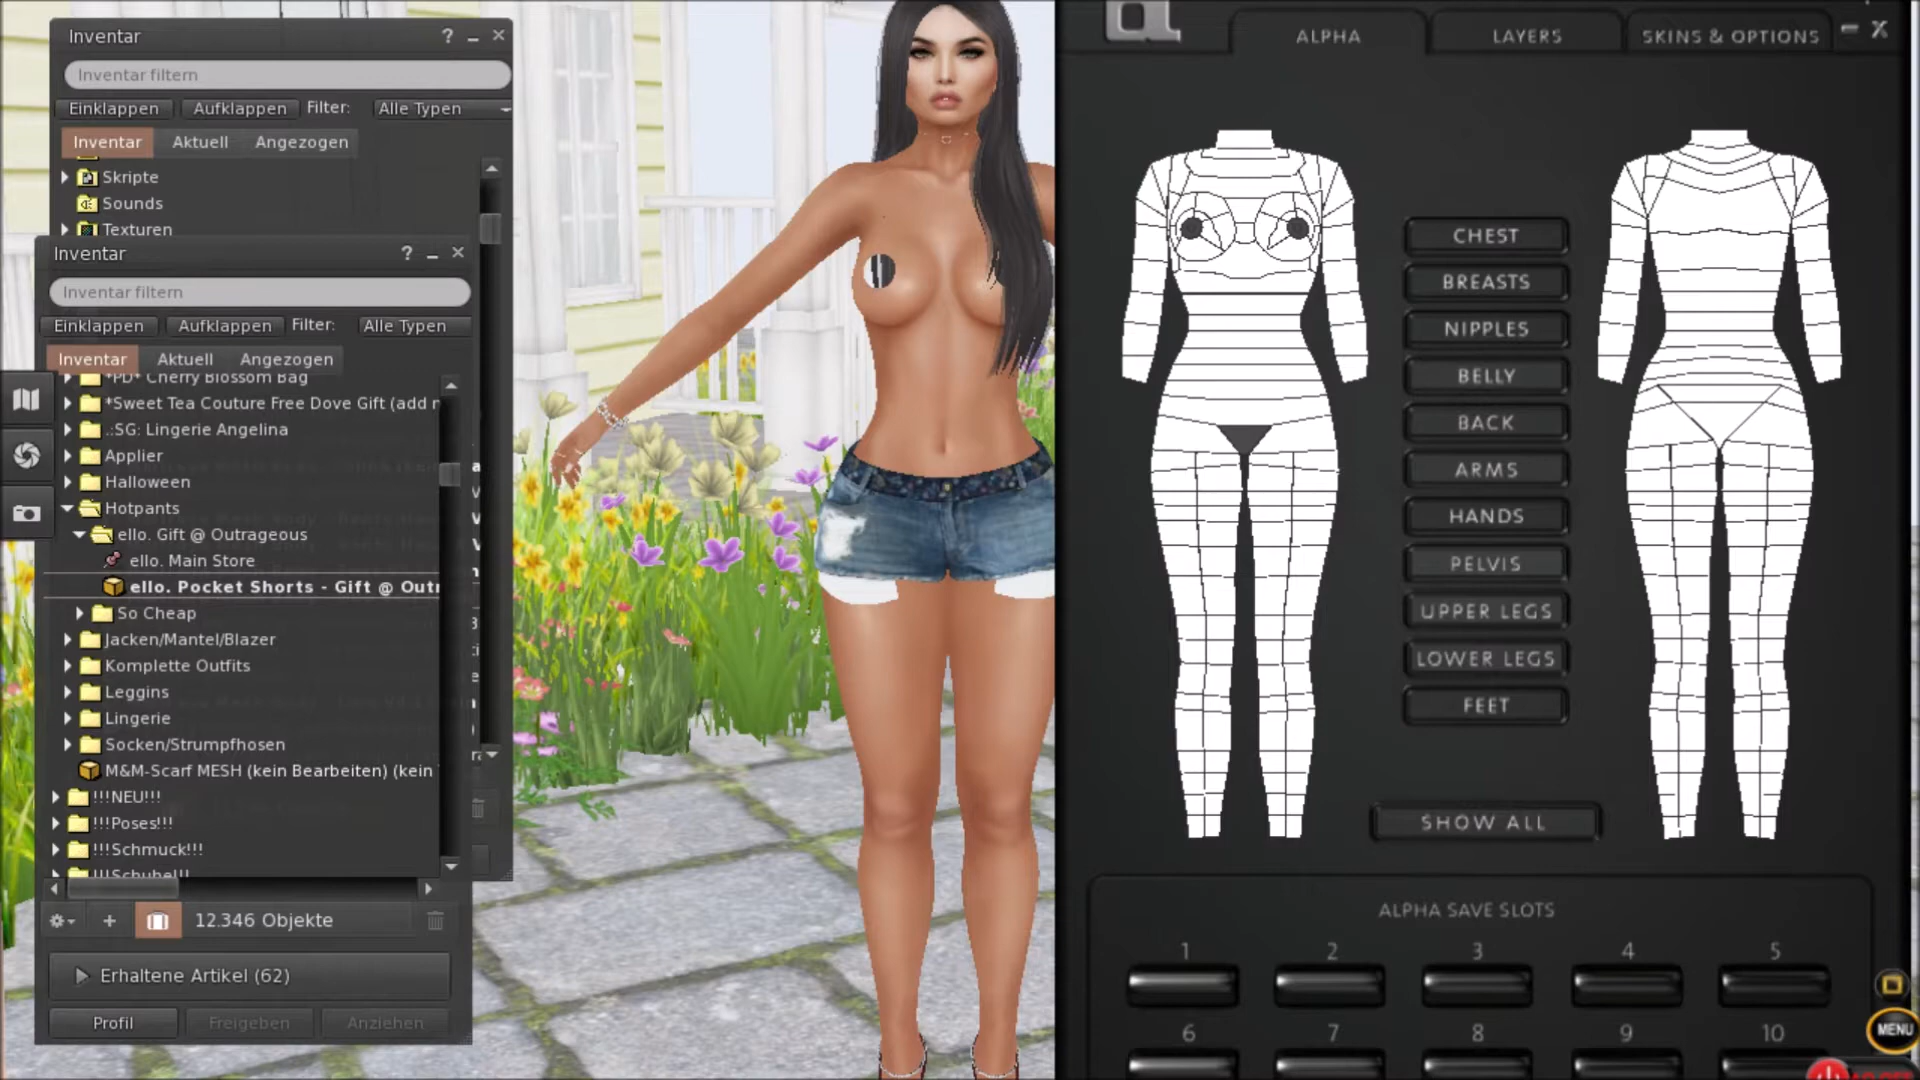 Inventar
Inventar filtern
Einklappen Aufklappen Filter: Alle Typen
Inventar Aktuell Angezogen
Skripte
Sounds
Texturen
Inventar
Inventar filtern
Einklappen Aufklappen Filter: Alle Typen
Inventar Aktuell Angezogen
*PD* Cherry Blossom Bag
*Sweet Tea Couture Free Dove Gift (add
.:SG: Lingerie Angelina
Applier
Halloween
Hotpants
ello. Gift @ Outrageous
ello. Main Store
ello. Pocket Shorts - Gift @
So Cheap
Jacken/Mantel/Blazer
Komplette Outfits
Leggins
Lingerie
Socken/Strumpfhosen
M&M-Scarf MESH (kein Bearbeiten) (kein
!!!NEU!!!
!!!Poses!!!
!!!Schmuck!!!
!!!Schuhe!!!
12.346 Objekte
Erhaltene Artikel (62)
Profil Freigeben Anziehen
ALPHA LAYERS SKINS & OPTIONS
CHEST
BREASTS
NIPPLES
BELLY
BACK
ARMS
HANDS
PELVIS
UPPER LEGS
LOWER LEGS
FEET
SHOW ALL
ALPHA SAVE SLOTS
1 2 3 4 5
6 7 8 9 10
MENU